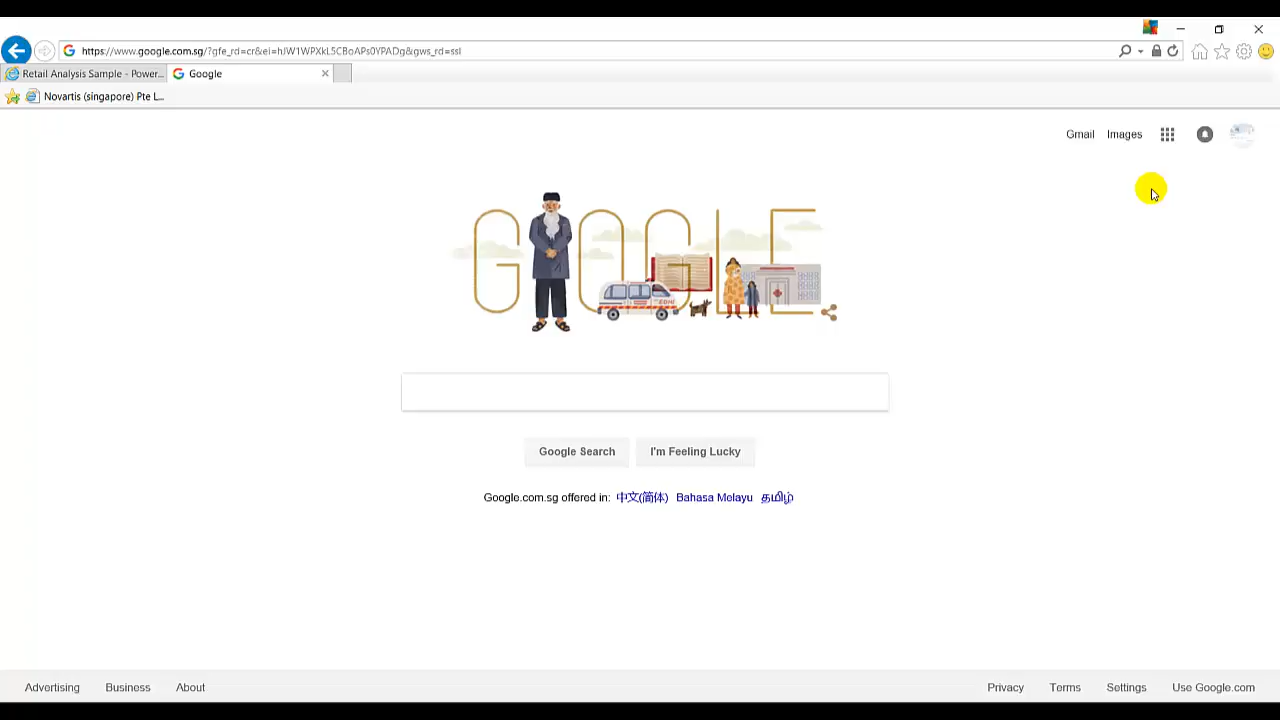 https://www.google.com.sg/?gfe_rd=cr&ei=hJW1WPXkL5CBoAPs0YPADg&gws_rd=ssl
Retail Analysis Sample - Power... Google
Novartis (singapore) Pte L...
Gmail Images
GOOGLE
EDHI
Google Search I'm Feeling Lucky
Google.com.sg offered in: 中文(简体) Bahasa Melayu தமிழ்
Advertising Business About Privacy Terms Settings Use Google.com